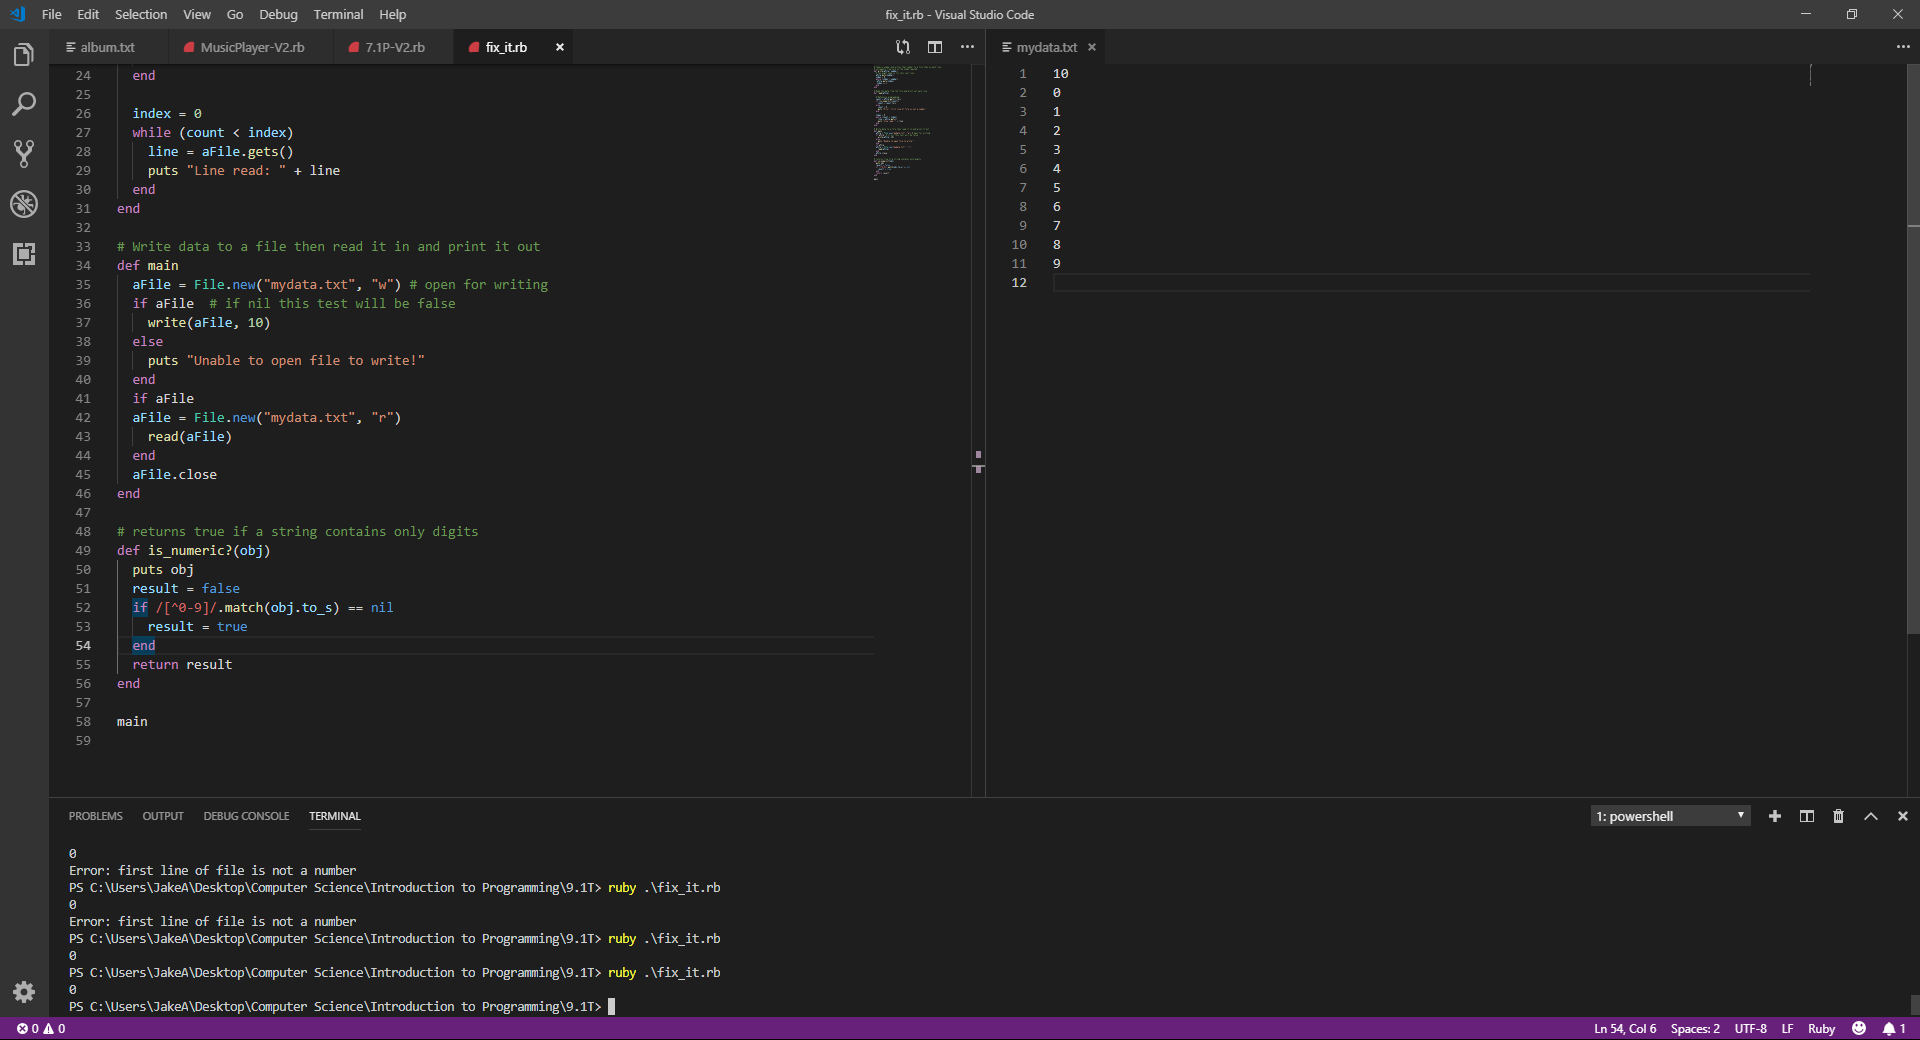 File Edit Selection View Go Debug Terminal Help
fix_it.rb - Visual Studio Code
album.txt MusicPlayer-V2.rb 7.1P-V2.rb fix_it.rb
24     end
25
26   index = 0
27   while (count < index)
28     line = aFile.gets()
29     puts "Line read: " + line
30   end
31 end
32
33 # Write data to a file then read it in and print it out
34 def main
35   aFile = File.new("mydata.txt", "w") # open for writing
36   if aFile  # if nil this test will be false
37     write(aFile, 10)
38   else
39     puts "Unable to open file to write!"
40   end
41   if aFile
42   aFile = File.new("mydata.txt", "r")
43     read(aFile)
44   end
45   aFile.close
46 end
47
48 # returns true if a string contains only digits
49 def is_numeric?(obj)
50   puts obj
51   result = false
52   if /[^0-9]/.match(obj.to_s) == nil
53     result = true
54   end
55   return result
56 end
57
58 main
59
mydata.txt
1 10
2 0
3 1
4 2
5 3
6 4
7 5
8 6
9 7
10 8
11 9
12
PROBLEMS OUTPUT DEBUG CONSOLE TERMINAL
1: powershell
0
Error: first line of file is not a number
PS C:\Users\JakeA\Desktop\Computer Science\Introduction to Programming\9.1T> ruby .\fix_it.rb
0
Error: first line of file is not a number
PS C:\Users\JakeA\Desktop\Computer Science\Introduction to Programming\9.1T> ruby .\fix_it.rb
0
PS C:\Users\JakeA\Desktop\Computer Science\Introduction to Programming\9.1T> ruby .\fix_it.rb
0
PS C:\Users\JakeA\Desktop\Computer Science\Introduction to Programming\9.1T>
0 0
Ln 54, Col 6 Spaces: 2 UTF-8 LF Ruby 1